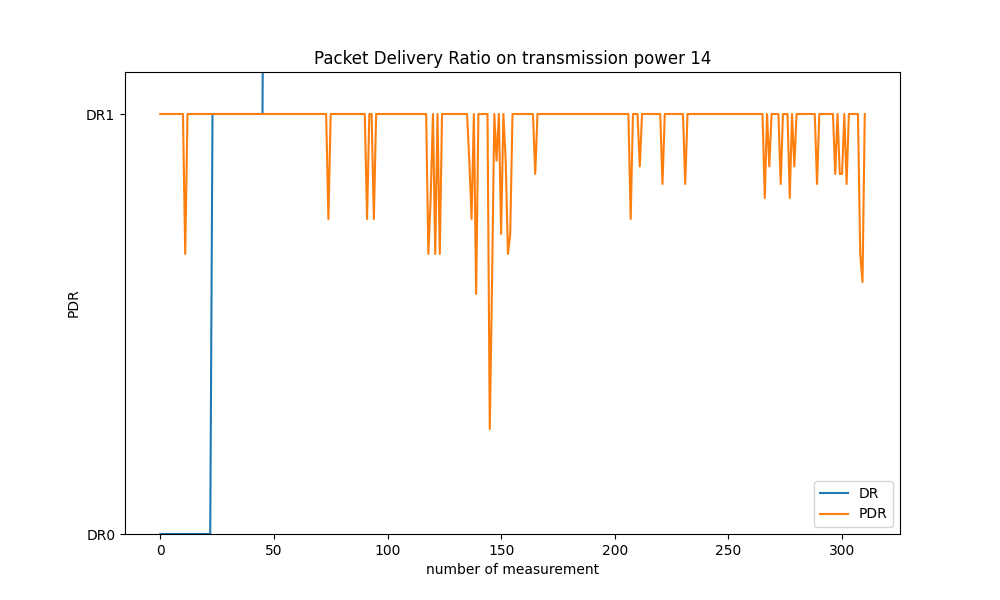 Packet Delivery Ratio on transmission power 14
DR1
PDR
DR0
0 50 100 150 200 250 300
number of measurement
DR
PDR